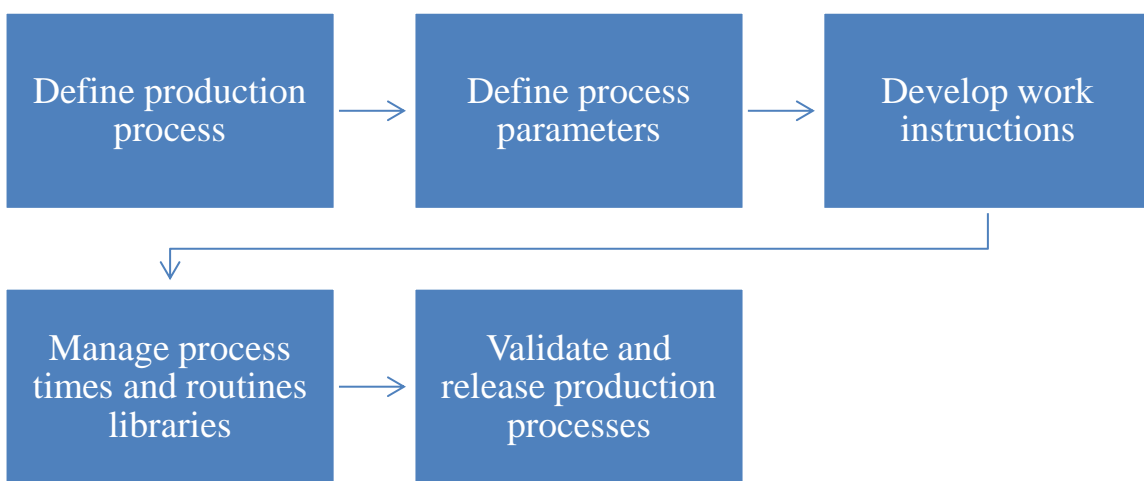 Define production
process
Define process
parameters
Develop work
instructions
Manage process
times and routines
libraries
Validate and
release production
processes